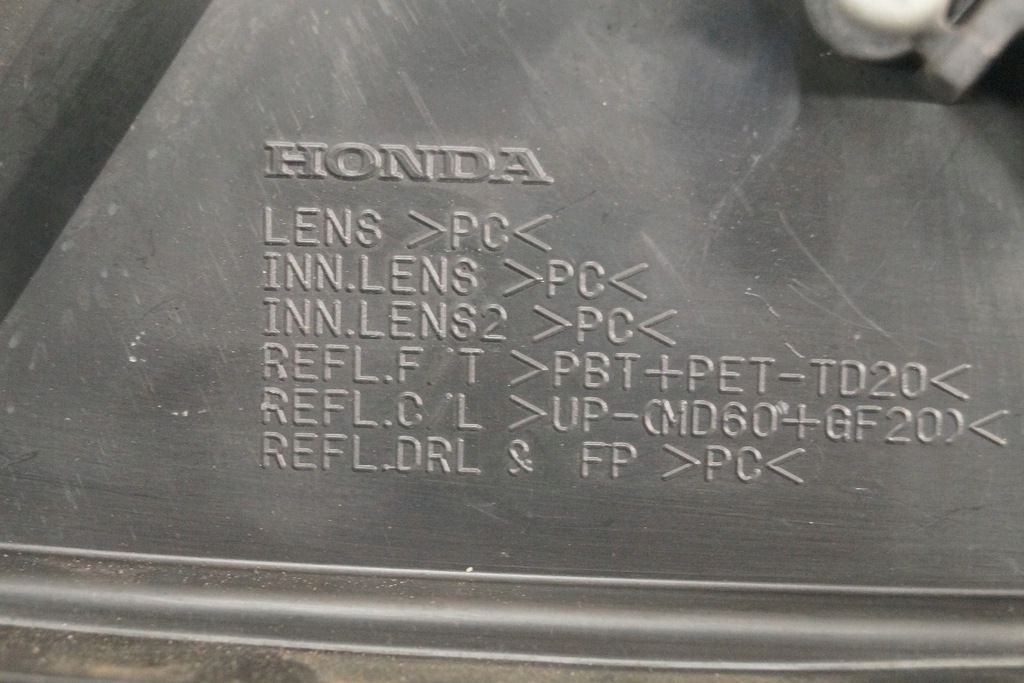 HONDA
LENS >PC<
INN.LENS >PC<
INN.LENS2 >PC<
REFL.F/T >PBT+PET-TD20<
REFL.C/L >UP-(MD60+GF20)<
REFL.DRL & FP >PC<